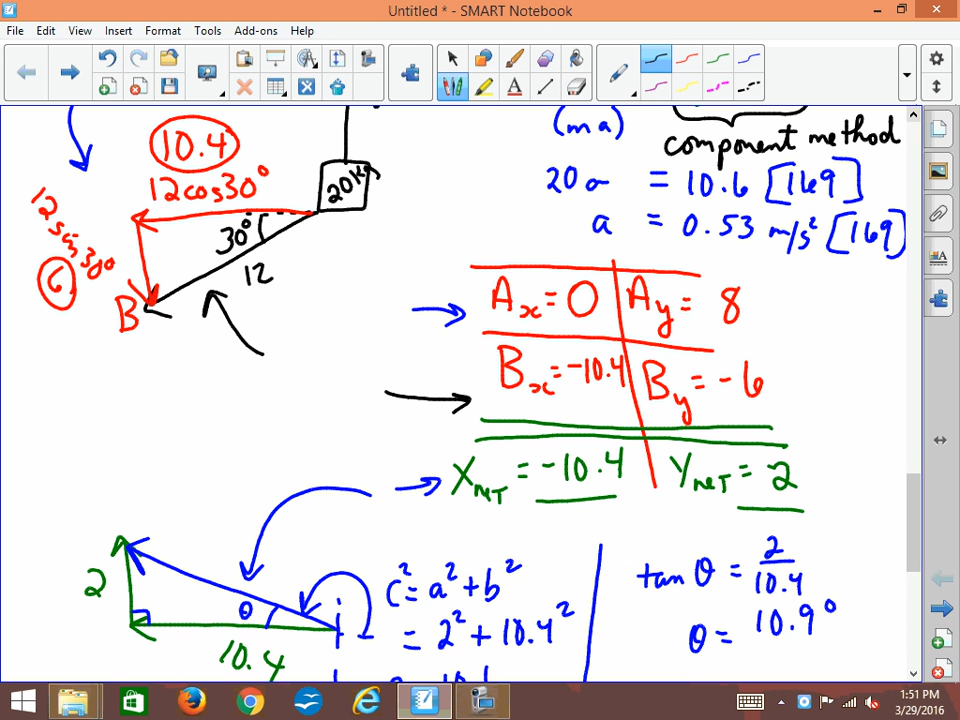 Untitled * - SMART Notebook
File Edit View Insert Format Tools Add-ons Help
(ma)
component method
10.4
12cos30°
20kg
20a = 10.6 [169]
a = 0.53 m/s² [169]
12sin30°
30°
12
6
B
Ax = 0 Ay = 8
Bx = -10.4 By = -6
XneT = -10.4 YneT = 2
2
θ
10.4
c² = a² + b²
= 2² + 10.4²
tan θ = 2/10.4
θ = 10.9°
1:51 PM
3/29/2016